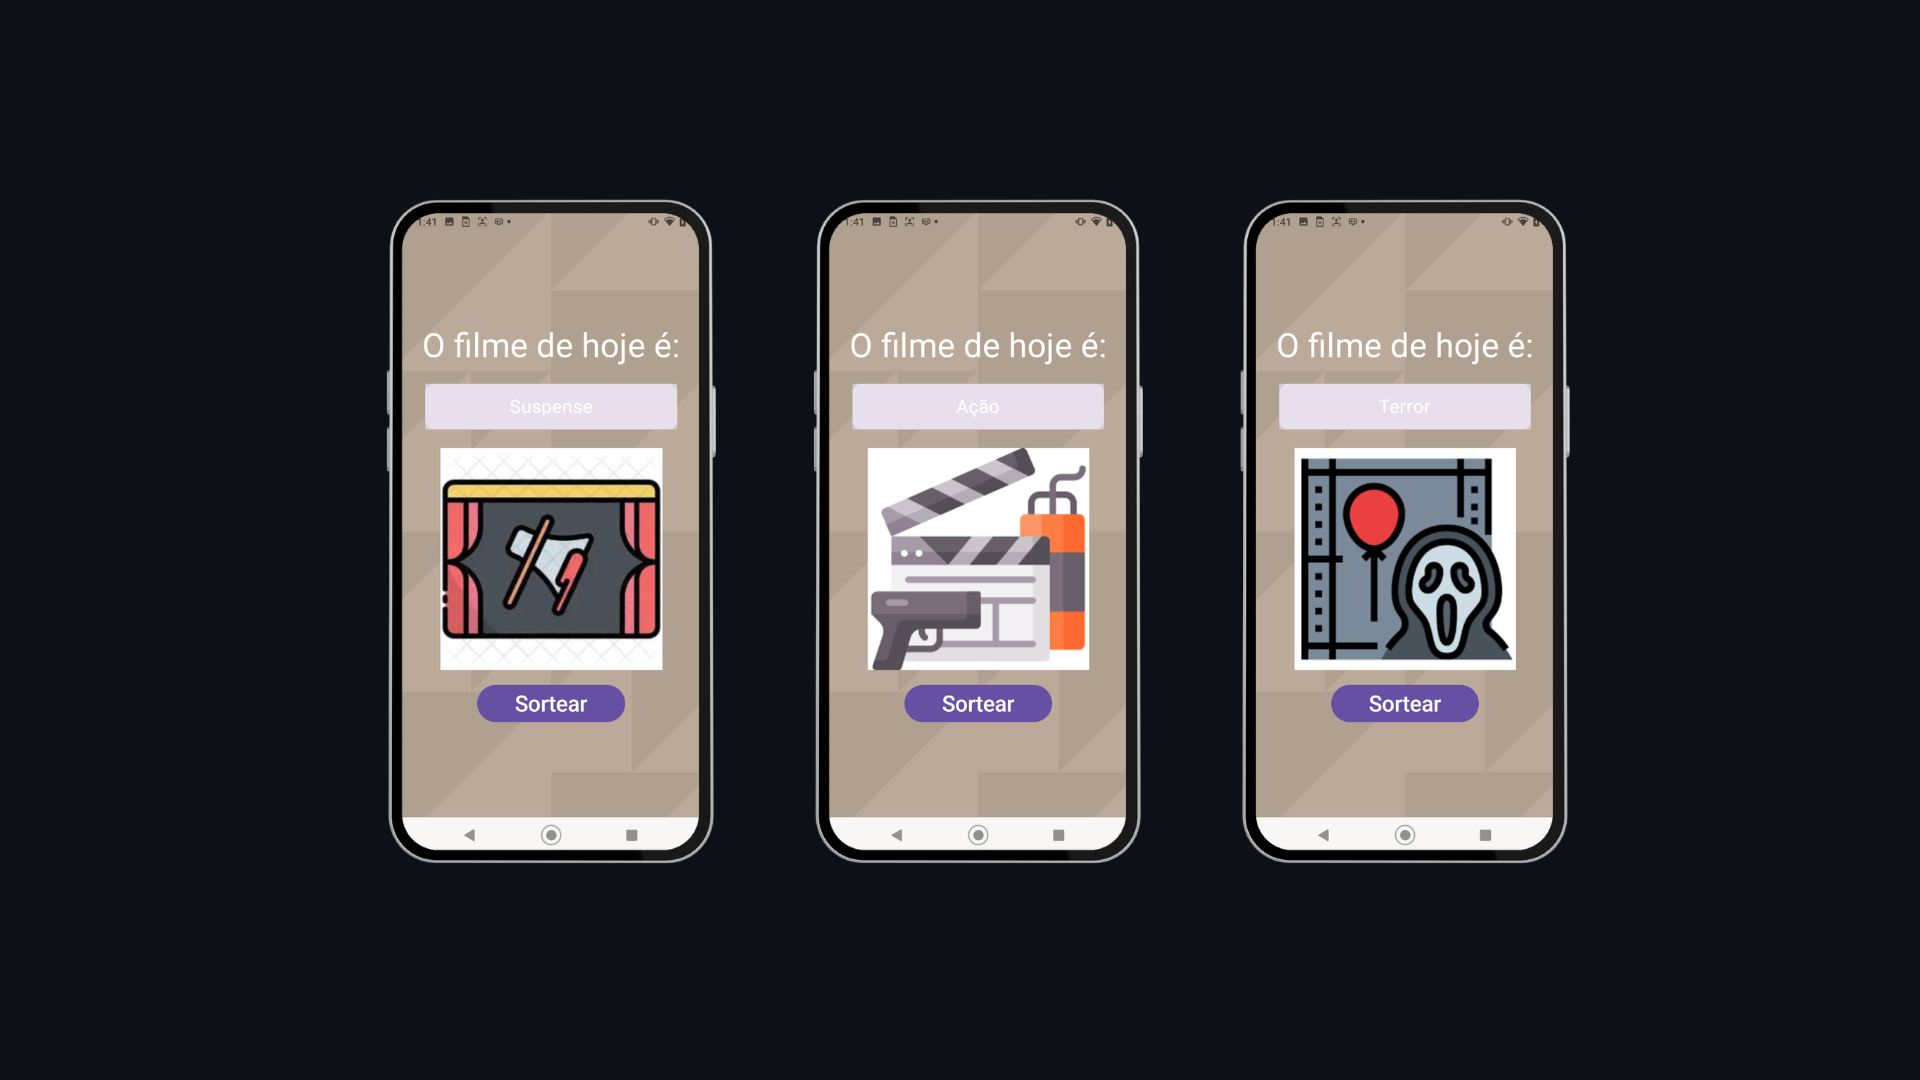 1:41
O filme de hoje é:
Suspense
Sortear
1:41
O filme de hoje é:
Ação
Sortear
1:41
O filme de hoje é:
Terror
Sortear